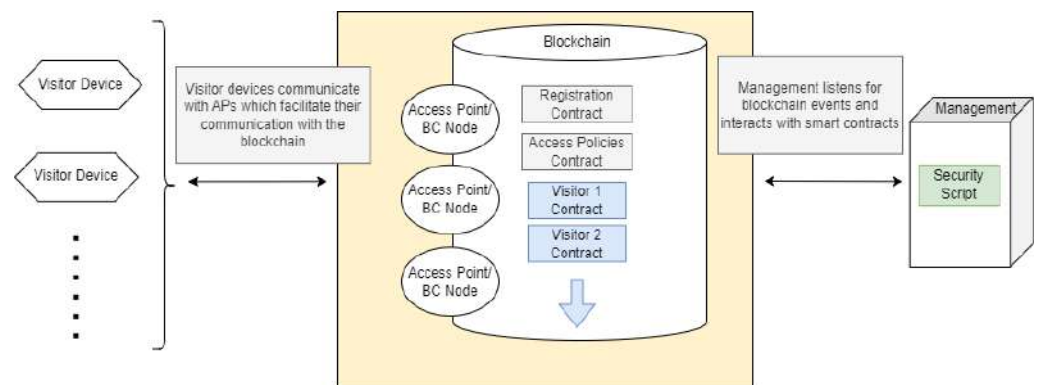 Visitor Device
Visitor Device
Visitor devices communicate
with APs which facilitate their
communication with the
blockchain
Blockchain
Access Point/
BC Node
Access Point/
BC Node
Access Point/
BC Node
Registration
Contract
Access Policies
Contract
Visitor 1
Contract
Visitor 2
Contract
Management listens for
blockchain events and
interacts with smart contracts
Management
Security
Script